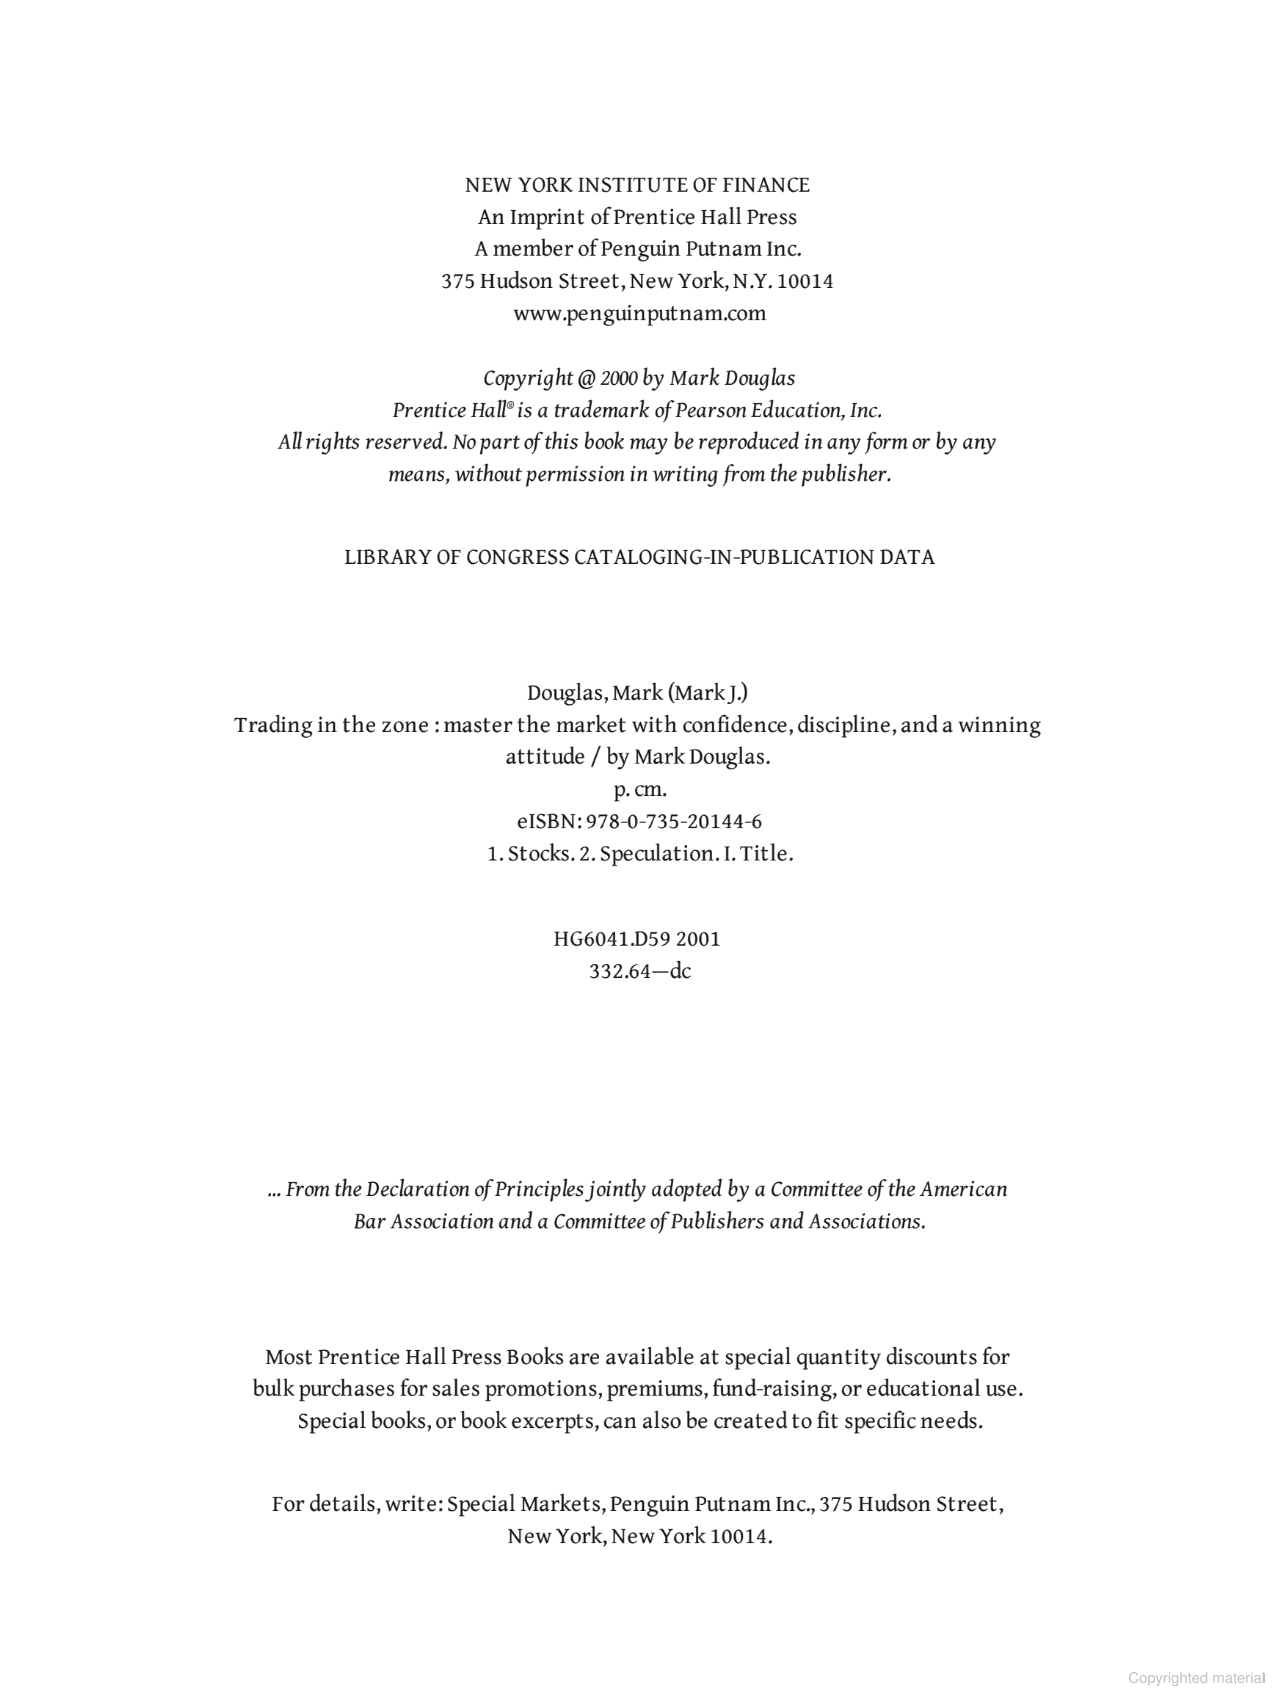 NEW YORK INSTITUTE OF FINANCE
An Imprint of Prentice Hall Press
A member of Penguin Putnam Inc.
375 Hudson Street, New York, N.Y. 10014
www.penguinputnam.com
Copyright @ 2000 by Mark Douglas
Prentice Hall® is a trademark of Pearson Education, Inc.
All rights reserved. No part of this book may be reproduced in any form or by any
means, without permission in writing from the publisher.
LIBRARY OF CONGRESS CATALOGING-IN-PUBLICATION DATA
Douglas, Mark (Mark J.)
Trading in the zone : master the market with confidence, discipline, and a winning
attitude / by Mark Douglas.
p. cm.
eISBN: 978-0-735-20144-6
1. Stocks. 2. Speculation. I. Title.
HG6041.D59 2001
332.64—dc
... From the Declaration of Principles jointly adopted by a Committee of the American
Bar Association and a Committee of Publishers and Associations.
Most Prentice Hall Press Books are available at special quantity discounts for
bulk purchases for sales promotions, premiums, fund-raising, or educational use.
Special books, or book excerpts, can also be created to fit specific needs.
For details, write: Special Markets, Penguin Putnam Inc., 375 Hudson Street,
New York, New York 10014.
Copyrighted material